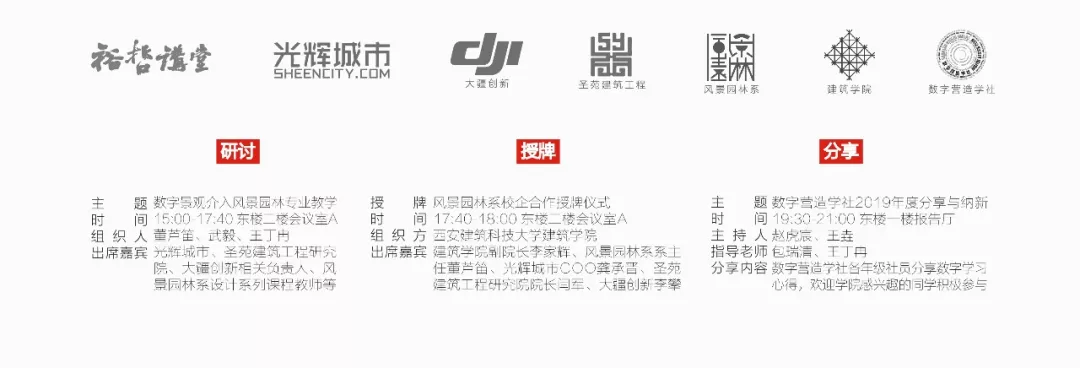 裕哲講堂
光辉城市
SHEENCITY.COM
dji
大疆创新
圣苑建筑工程
风景园林系
建筑学院
数字营造学社
研讨
主题 数字景观介入风景园林专业教学
时间 15:00-17:40 东楼二楼会议室A
组织人 董芦笛、武毅、王丁冉
出席嘉宾 光辉城市、圣苑建筑工程研究
院、大疆创新相关负责人、风
景园林系设计系列课程教师等
授牌
授牌 风景园林系校企合作授牌仪式
时间 17:40-18:00 东楼二楼会议室A
组织方 西安建筑科技大学建筑学院
出席嘉宾 建筑学院副院长李家辉、风景园林系系主
任董芦笛、光辉城市COO龚承晋、圣苑
建筑工程研究院院长闫军、大疆创新李攀
分享
主题 数字营造学社2019年度分享与纳新
时间 19:30-21:00 东楼一楼报告厅
主持人 赵虎宸、王垚
指导老师 包瑞清、王丁冉
分享内容 数字营造学社各年级社员分享数字学习
心得，欢迎学院感兴趣的同学积极参与